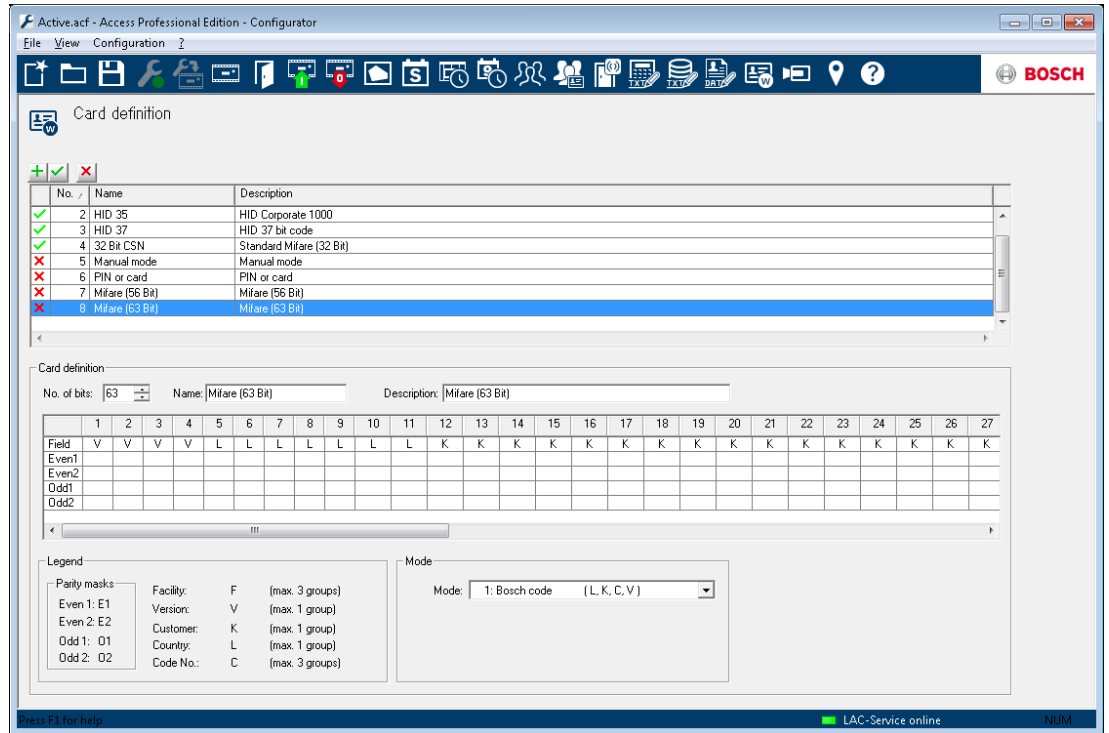 Active.acf - Access Professional Edition - Configurator
File View Configuration ?
S TXT TXT DAT W ? BOSCH
W Card definition
No. Name Description
2 HID 35 HID Corporate 1000
3 HID 37 HID 37 bit code
4 32 Bit CSN Standard Mifare (32 Bit)
5 Manual mode Manual mode
6 PIN or card PIN or card
7 Mifare (56 Bit) Mifare (56 Bit)
8 Mifare (63 Bit) Mifare (63 Bit)
Card definition
No. of bits: 63 Name: Mifare (63 Bit) Description: Mifare (63 Bit)
1 2 3 4 5 6 7 8 9 10 11 12 13 14 15 16 17 18 19 20 21 22 23 24 25 26 27
Field V V V V L L L L L L L K K K K K K K K K K K K K K K K
Even1
Even2
Odd1
Odd2
Legend Mode
Parity masks Facility: F (max. 3 groups) Mode: 1: Bosch code ( L, K, C, V )
Even 1: E1 Version: V (max. 1 group)
Even 2: E2 Customer: K (max. 1 group)
Odd 1: O1 Country: L (max. 1 group)
Odd 2: O2 Code No.: C (max. 3 groups)
Press F1 for help LAC-Service online NUM